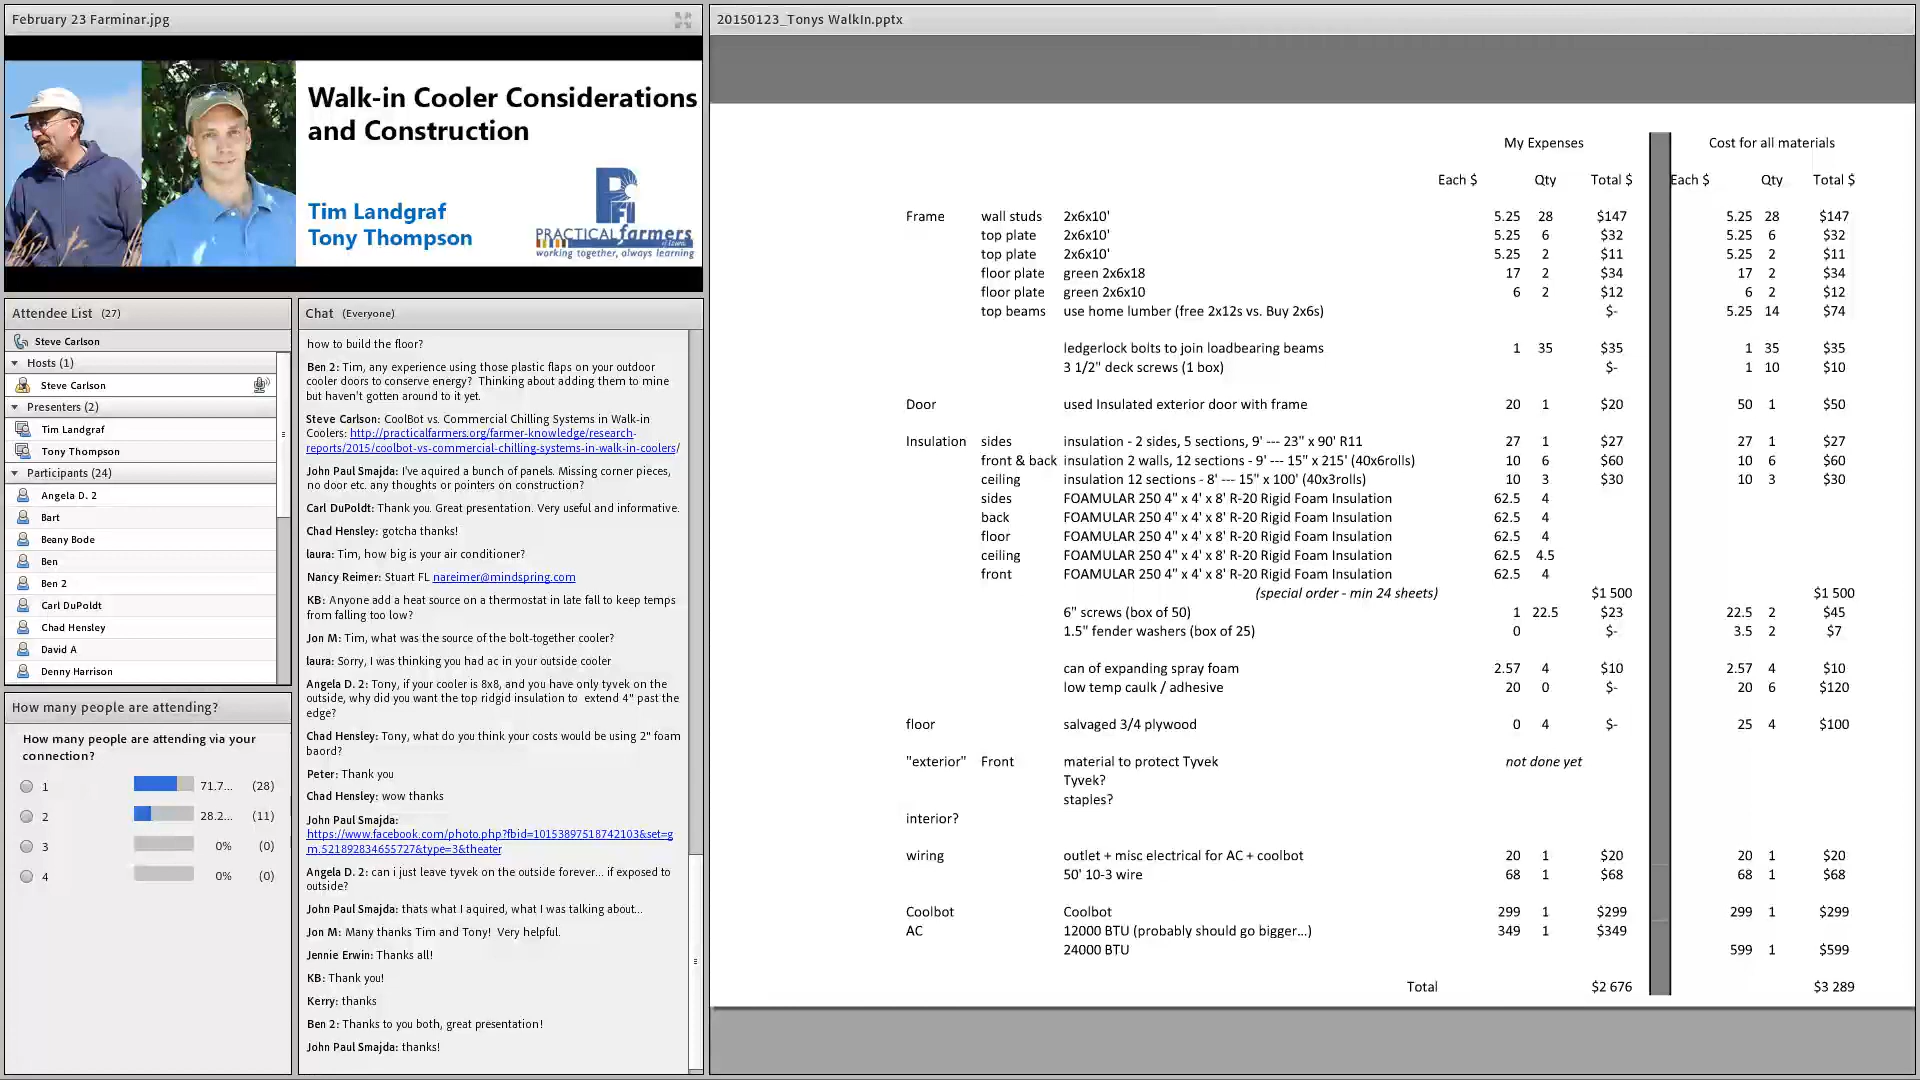 February 23 Farminar.jpg
Walk-in Cooler Considerations
and Construction
Tim Landgraf
Tony Thompson
PFI
PRACTICAL farmers
of Iowa
working together, always learning
Attendee List (27)
Steve Carlson
Hosts (1)
Steve Carlson
Presenters (2)
Tim Landgraf
Tony Thompson
Participants (24)
Angela D. 2
Bart
Beany Bode
Ben
Ben 2
Carl DuPoldt
Chad Hensley
David A
Denny Harrison
How many people are attending?
How many people are attending via your
connection?
1 71.7... (28)
2 28.2... (11)
3 0% (0)
4 0% (0)
Chat (Everyone)
how to build the floor?
Ben 2: Tim, any experience using those plastic flaps on your outdoor
cooler doors to conserve energy? Thinking about adding them to mine
but haven't gotten around to it yet.
Steve Carlson: CoolBot vs. Commercial Chilling Systems in Walk-in
Coolers: http://practicalfarmers.org/farmer-knowledge/research-
reports/2015/coolbot-vs-commercial-chilling-systems-in-walk-in-coolers/
John Paul Smajda: I've aquired a bunch of panels. Missing corner pieces,
no door etc. any thoughts or pointers on construction?
Carl DuPoldt: Thank you. Great presentation. Very useful and informative.
Chad Hensley: gotcha thanks!
laura: Tim, how big is your air conditioner?
Nancy Reimer: Stuart FL nareimer@mindspring.com
KB: Anyone add a heat source on a thermostat in late fall to keep temps
from falling too low?
Jon M: Tim, what was the source of the bolt-together cooler?
laura: Sorry, I was thinking you had ac in your outside cooler
Angela D. 2: Tony, if your cooler is 8x8, and you have only tyvek on the
outside, why did you want the top ridgid insulation to extend 4" past the
edge?
Chad Hensley: Tony, what do you think your costs would be using 2" foam
baord?
Peter: Thank you
Chad Hensley: wow thanks
John Paul Smajda:
https://www.facebook.com/photo.php?fbid=10153897518742103&set=g
m.521892834655727&type=3&theater
Angela D. 2: can i just leave tyvek on the outside forever... if exposed to
outside?
John Paul Smajda: thats what I aquired, what I was talking about...
Jon M: Many thanks Tim and Tony! Very helpful.
Jennie Erwin: Thanks all!
KB: Thank you!
Kerry: thanks
Ben 2: Thanks to you both, great presentation!
John Paul Smajda: thanks!
20150123_Tonys WalkIn.pptx
My Expenses Cost for all materials
Each $ Qty Total $ Each $ Qty Total $
Frame wall studs 2x6x10' 5.25 28 $147 5.25 28 $147
top plate 2x6x10' 5.25 6 $32 5.25 6 $32
top plate 2x6x10' 5.25 2 $11 5.25 2 $11
floor plate green 2x6x18 17 2 $34 17 2 $34
floor plate green 2x6x10 6 2 $12 6 2 $12
top beams use home lumber (free 2x12s vs. Buy 2x6s) $- 5.25 14 $74
ledgerlock bolts to join loadbearing beams 1 35 $35 1 35 $35
3 1/2" deck screws (1 box) $- 1 10 $10
Door used Insulated exterior door with frame 20 1 $20 50 1 $50
Insulation sides insulation - 2 sides, 5 sections, 9' --- 23" x 90' R11 27 1 $27 27 1 $27
front & back insulation 2 walls, 12 sections - 9' --- 15" x 215' (40x6rolls) 10 6 $60 10 6 $60
ceiling insulation 12 sections - 8' --- 15" x 100' (40x3rolls) 10 3 $30 10 3 $30
sides FOAMULAR 250 4" x 4' x 8' R-20 Rigid Foam Insulation 62.5 4
back FOAMULAR 250 4" x 4' x 8' R-20 Rigid Foam Insulation 62.5 4
floor FOAMULAR 250 4" x 4' x 8' R-20 Rigid Foam Insulation 62.5 4
ceiling FOAMULAR 250 4" x 4' x 8' R-20 Rigid Foam Insulation 62.5 4.5
front FOAMULAR 250 4" x 4' x 8' R-20 Rigid Foam Insulation 62.5 4
(special order - min 24 sheets) $1 500 $1 500
6" screws (box of 50) 1 22.5 $23 22.5 2 $45
1.5" fender washers (box of 25) 0 $- 3.5 2 $7
can of expanding spray foam 2.57 4 $10 2.57 4 $10
low temp caulk / adhesive 20 0 $- 20 6 $120
floor salvaged 3/4 plywood 0 4 $- 25 4 $100
"exterior" Front material to protect Tyvek not done yet
Tyvek?
staples?
interior?
wiring outlet + misc electrical for AC + coolbot 20 1 $20 20 1 $20
50' 10-3 wire 68 1 $68 68 1 $68
Coolbot Coolbot 299 1 $299 299 1 $299
AC 12000 BTU (probably should go bigger...) 349 1 $349
24000 BTU 599 1 $599
Total $2 676 $3 289